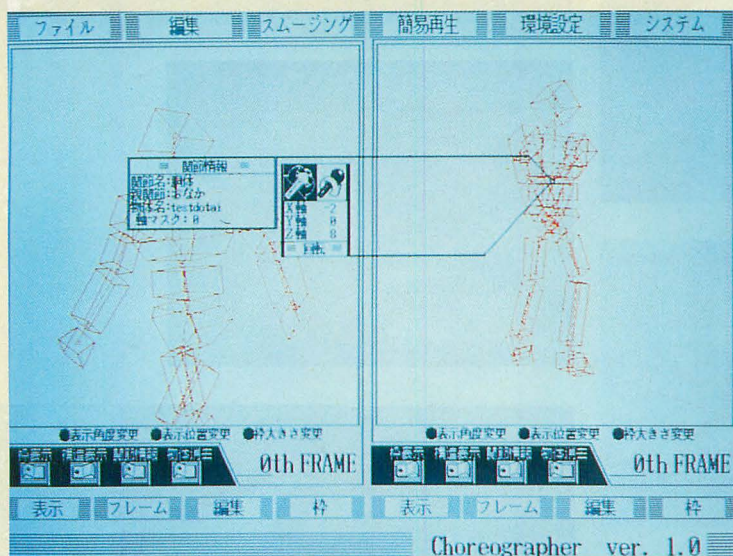 ファイル 編集 スムージング 簡易再生 環境設定 システム
関節情報
関節名:胴体
親関節:おなか
物体名:testdotai
軸マスク:0
X軸 -2
Y軸 0
Z軸 8
回転
●表示角度変更 ●表示位置変更 ●枠大きさ変更
●表示角度変更 ●表示位置変更 ●枠大きさ変更
0th FRAME
0th FRAME
表示 フレーム 編集 枠 表示 フレーム 編集 枠
Choreographer ver. 1.0